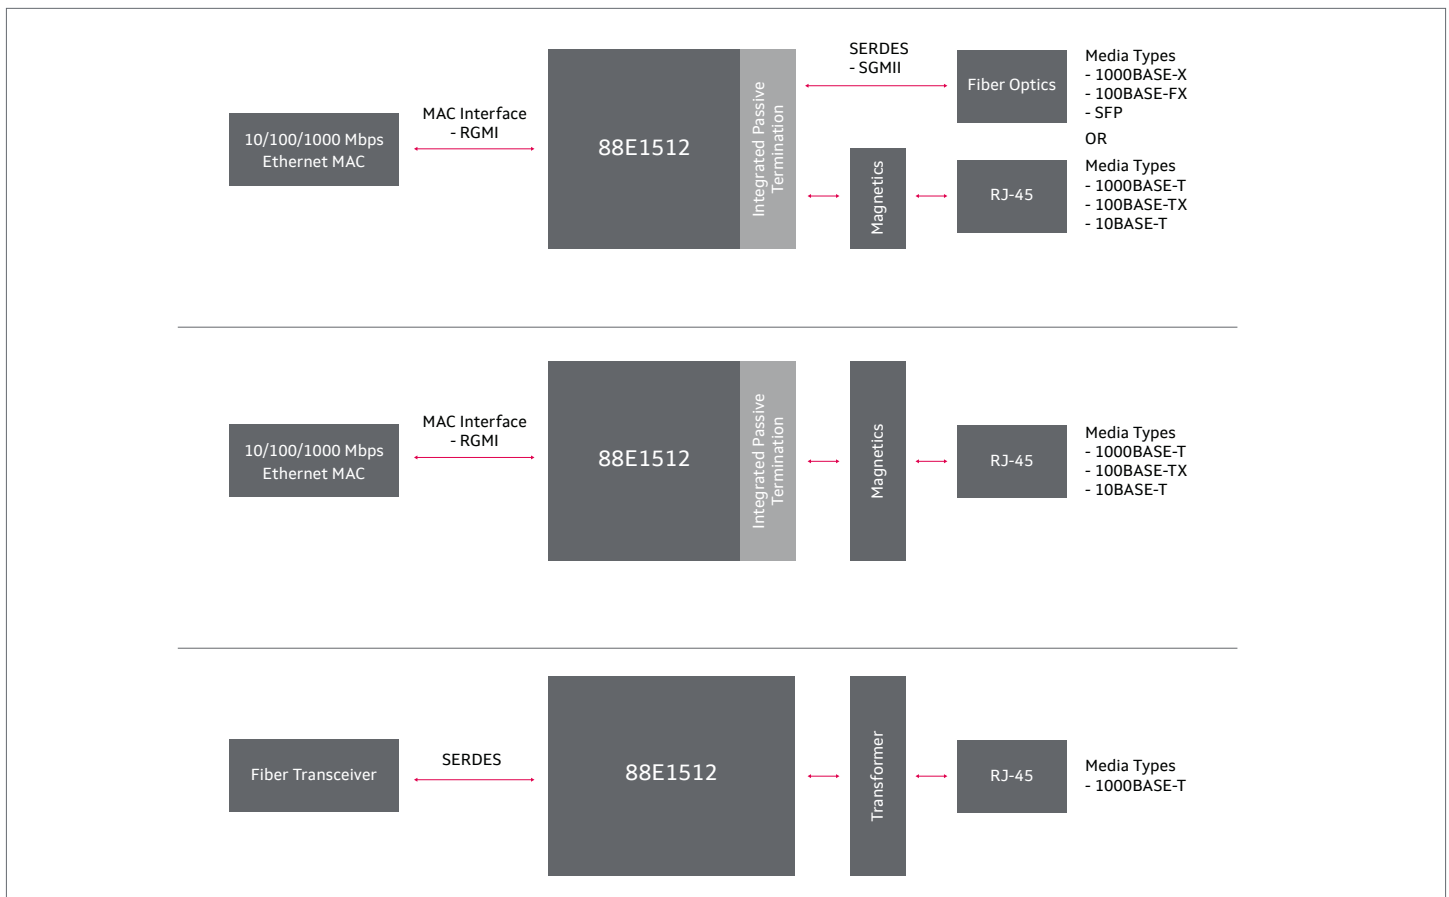 10/100/1000 Mbps
Ethernet MAC
MAC Interface
- RGMI
88E1512
Integrated Passive
Termination
SERDES
- SGMII
Fiber Optics
Media Types
- 1000BASE-X
- 100BASE-FX
- SFP
OR
Magnetics
RJ-45
Media Types
- 1000BASE-T
- 100BASE-TX
- 10BASE-T
10/100/1000 Mbps
Ethernet MAC
MAC Interface
- RGMI
88E1512
Integrated Passive
Termination
Magnetics
RJ-45
Media Types
- 1000BASE-T
- 100BASE-TX
- 10BASE-T
Fiber Transceiver
SERDES
88E1512
Transformer
RJ-45
Media Types
- 1000BASE-T